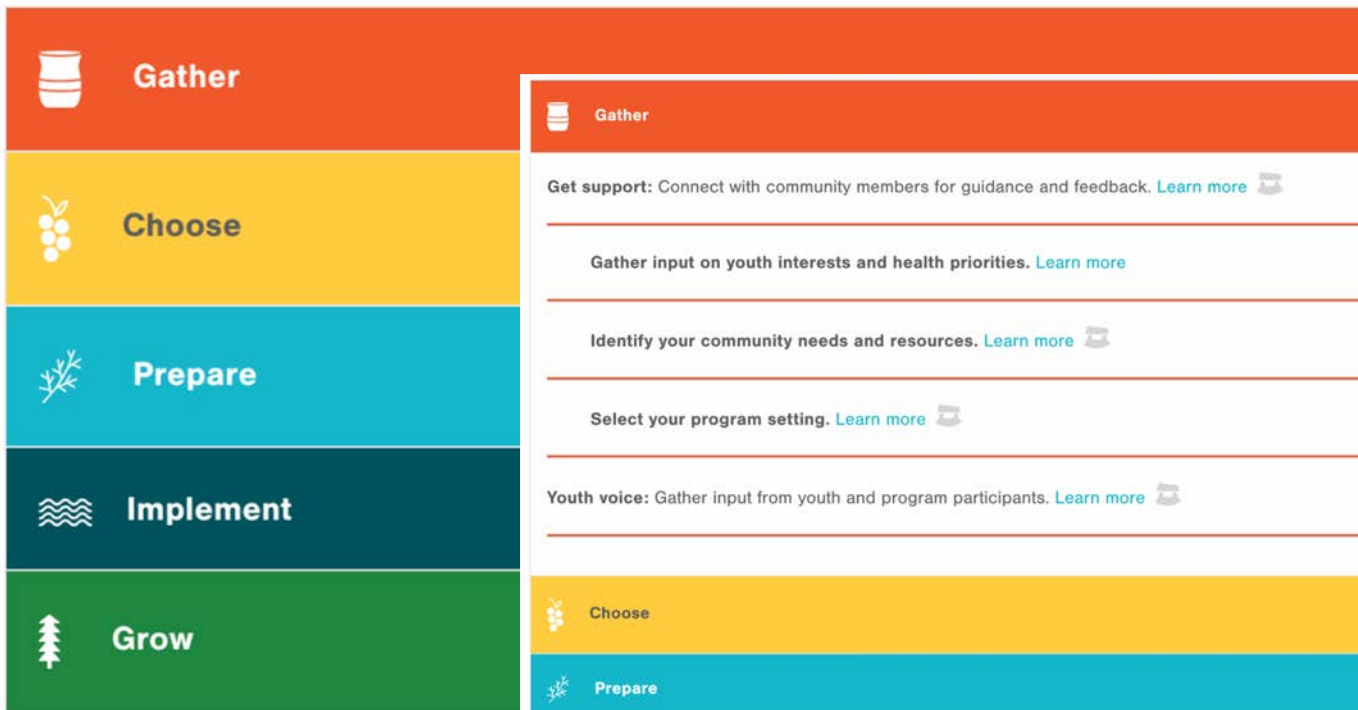 Gather
Choose
Prepare
Implement
Grow
Gather
Get support: Connect with community members for guidance and feedback. Learn more
Gather input on youth interests and health priorities. Learn more
Identify your community needs and resources. Learn more
Select your program setting. Learn more
Youth voice: Gather input from youth and program participants. Learn more
Choose
Prepare